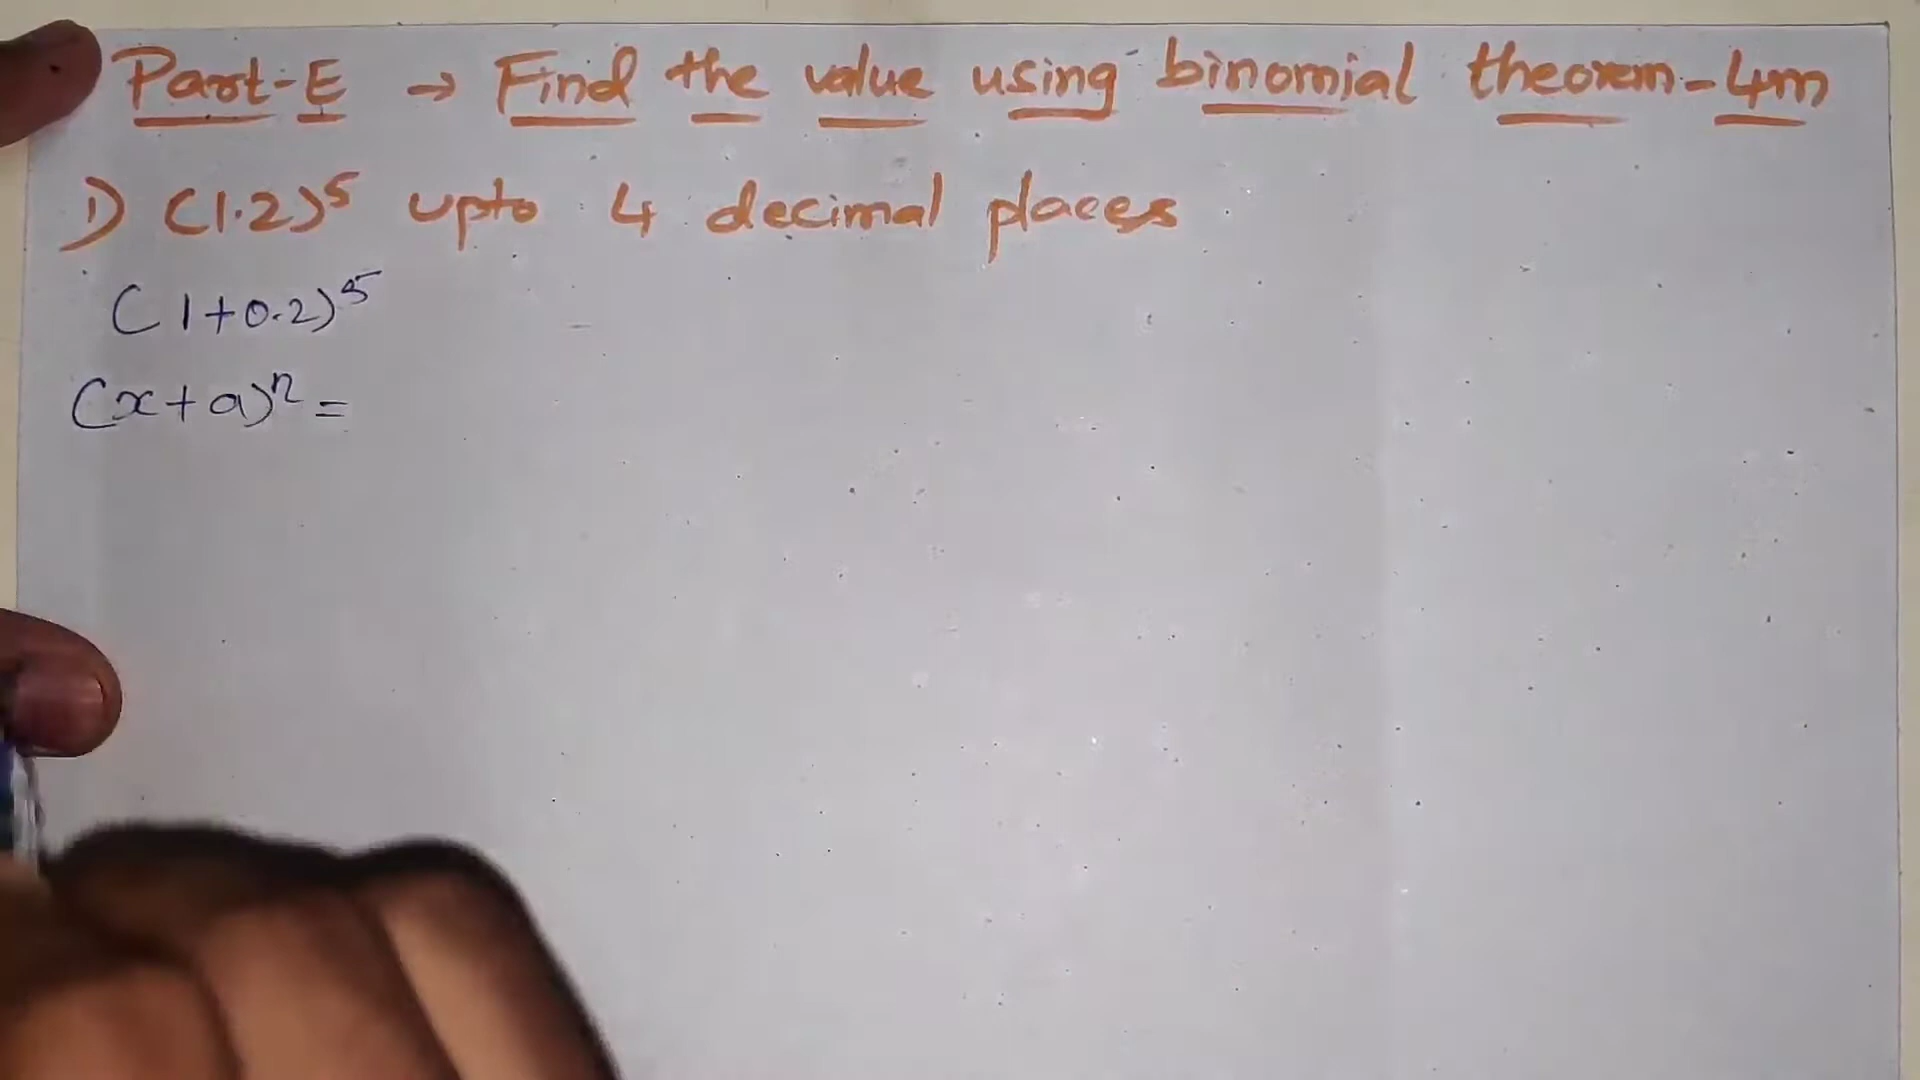 Part-E → Find the value using binomial theorem-4m
1) (1.2)⁵ upto 4 decimal places
(1+0.2)⁵
(x+a)ⁿ=